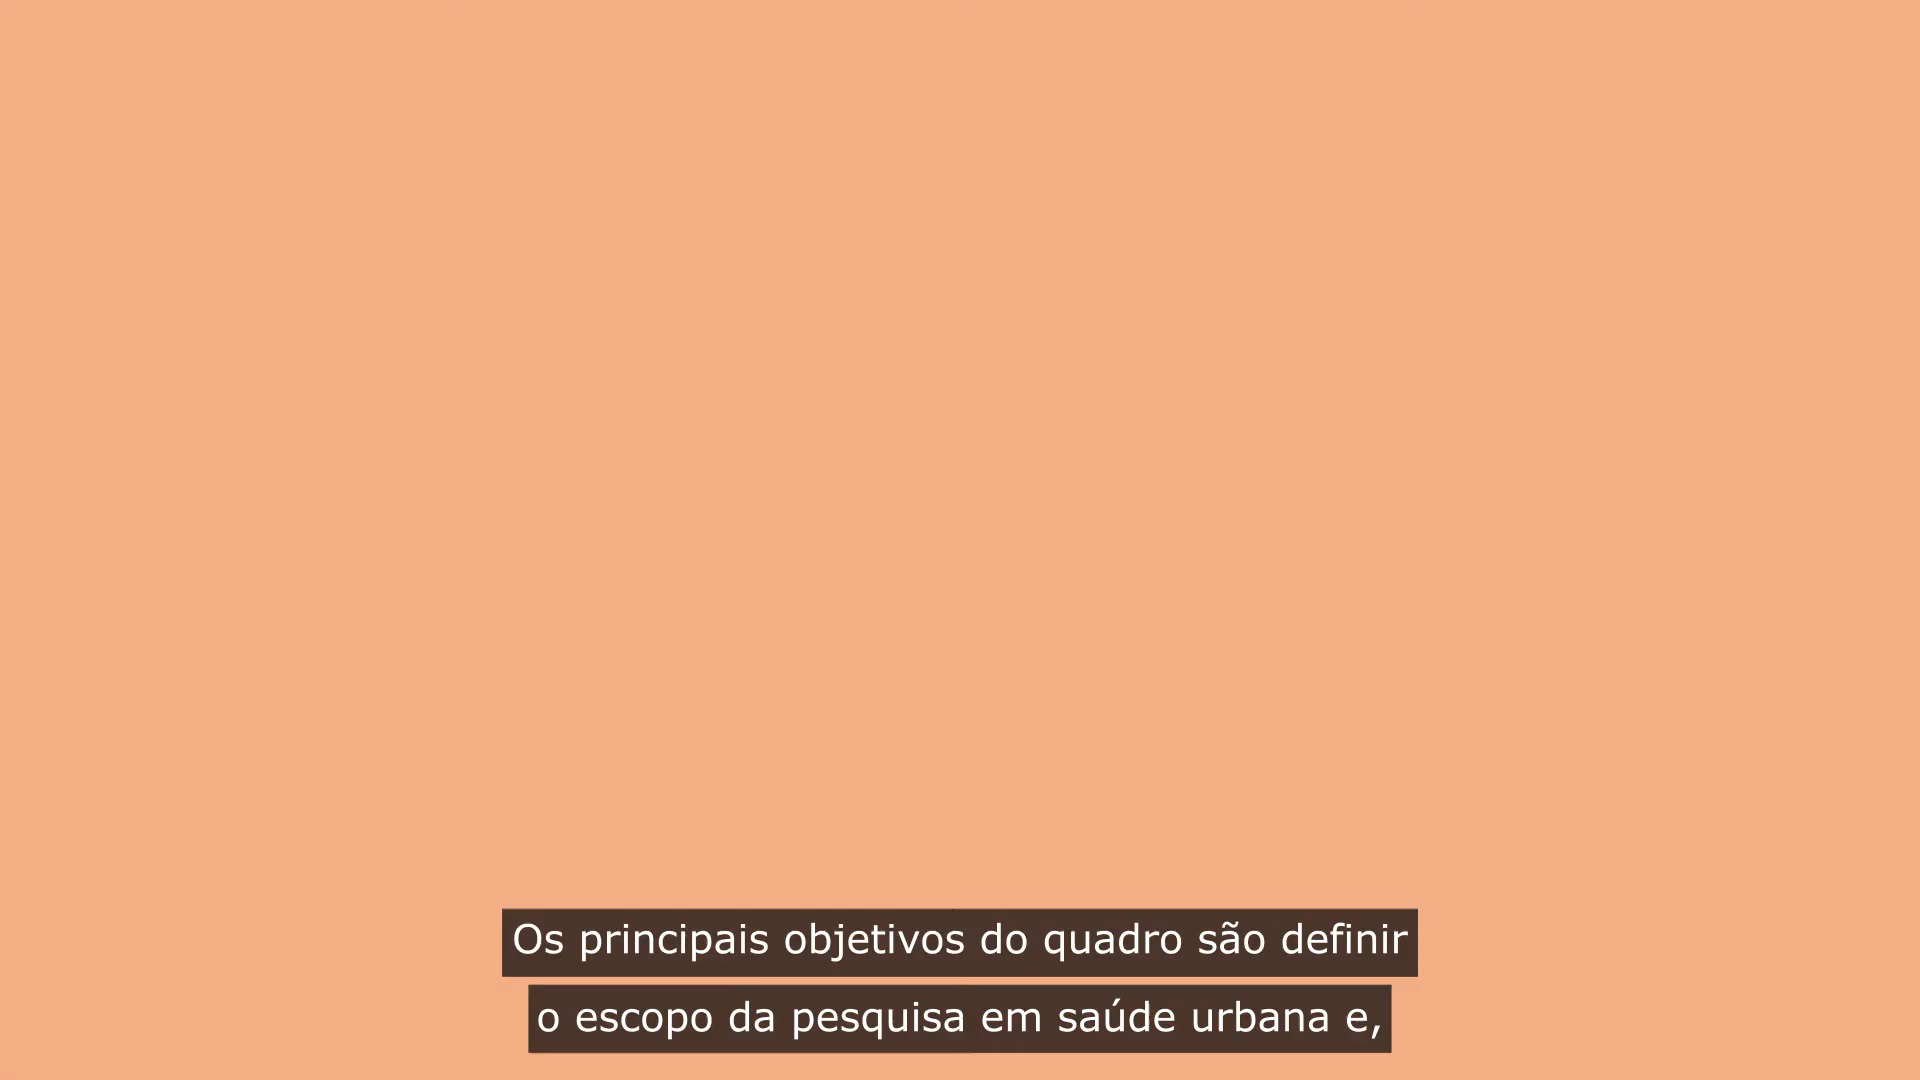 Os principais objetivos do quadro são definir
o escopo da pesquisa em saúde urbana e,